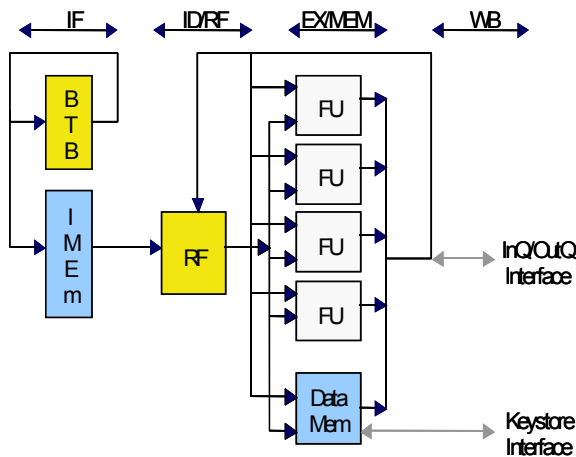 IF ID/RF EX/MEM WB
B
T
B
I
M
E
m
RF
FU
FU
FU
FU
Data
Mem
InQ/OutQ
Interface
Keystore
Interface